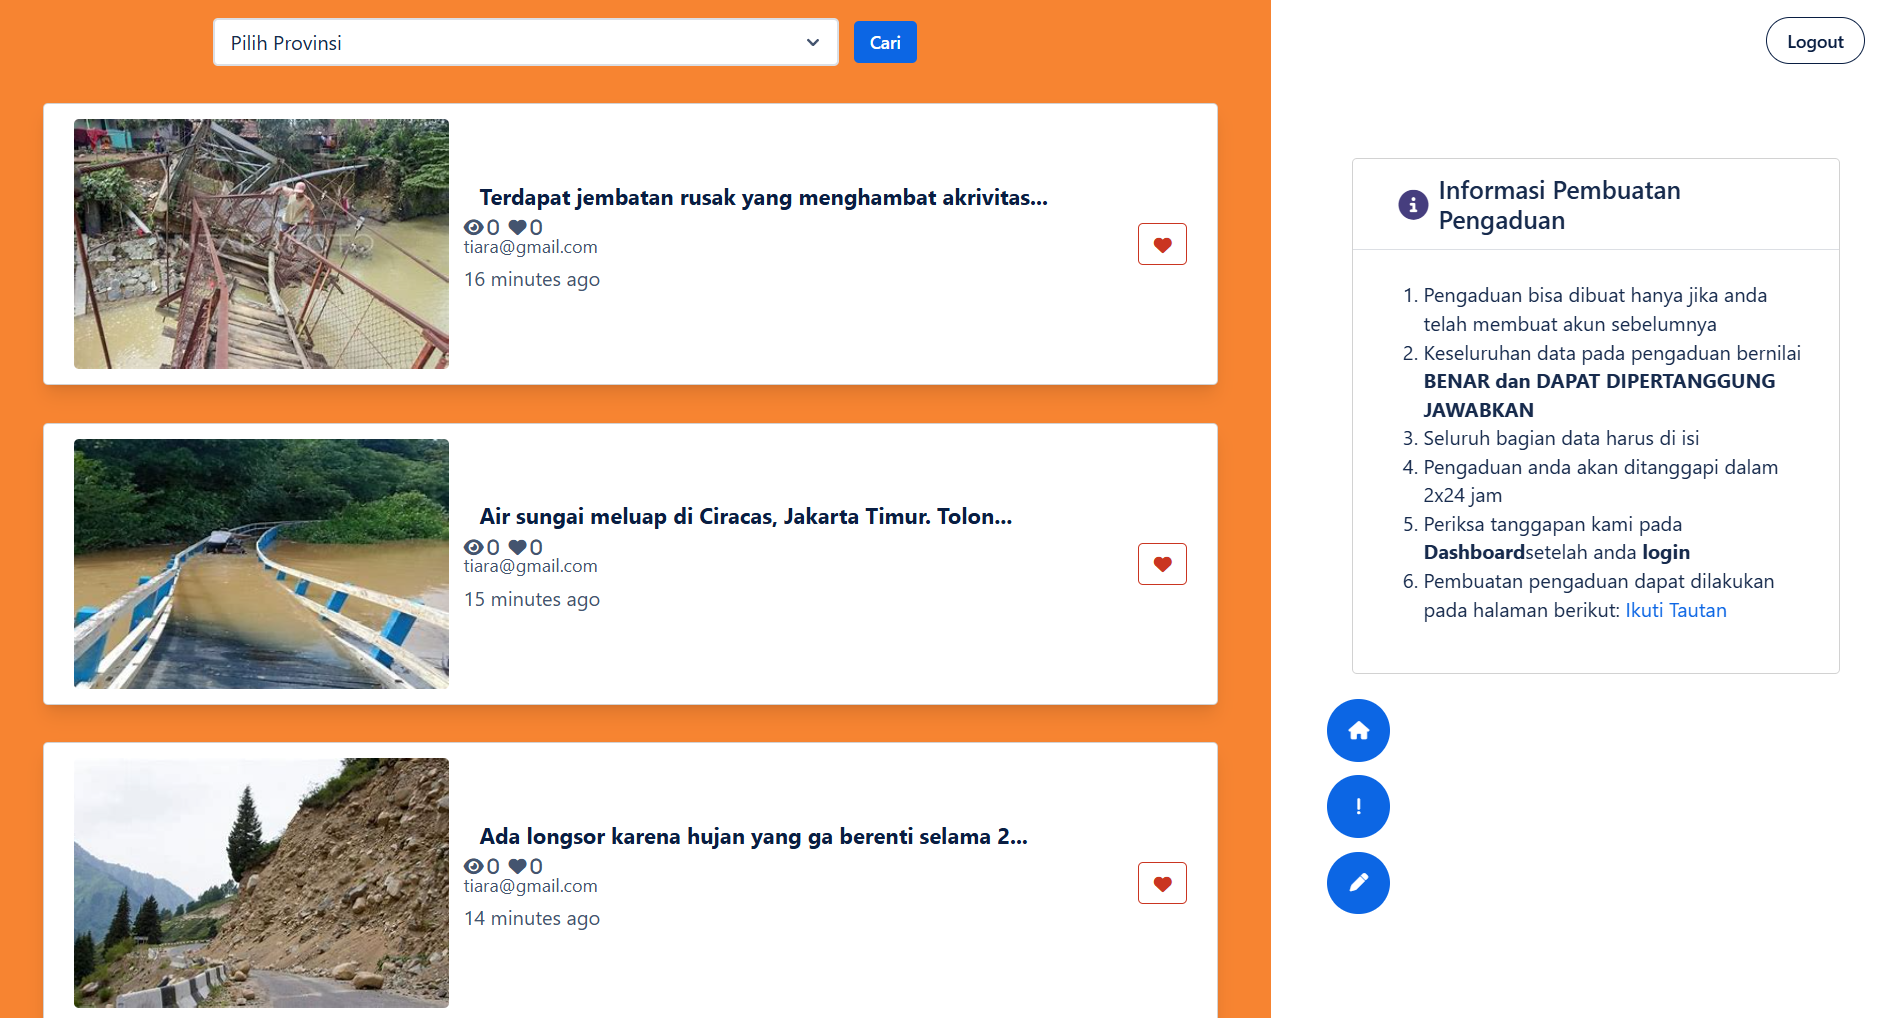 Pilih Provinsi
Cari
Logout
Terdapat jembatan rusak yang menghambat akrivitas...
0 0
tiara@gmail.com
16 minutes ago
Air sungai meluap di Ciracas, Jakarta Timur. Tolon...
0 0
tiara@gmail.com
15 minutes ago
Ada longsor karena hujan yang ga berenti selama 2...
0 0
tiara@gmail.com
14 minutes ago
Informasi Pembuatan
Pengaduan
1. Pengaduan bisa dibuat hanya jika anda
telah membuat akun sebelumnya
2. Keseluruhan data pada pengaduan bernilai
BENAR dan DAPAT DIPERTANGGUNG
JAWABKAN
3. Seluruh bagian data harus di isi
4. Pengaduan anda akan ditanggapi dalam
2x24 jam
5. Periksa tanggapan kami pada
Dashboardsetelah anda login
6. Pembuatan pengaduan dapat dilakukan
pada halaman berikut: Ikuti Tautan